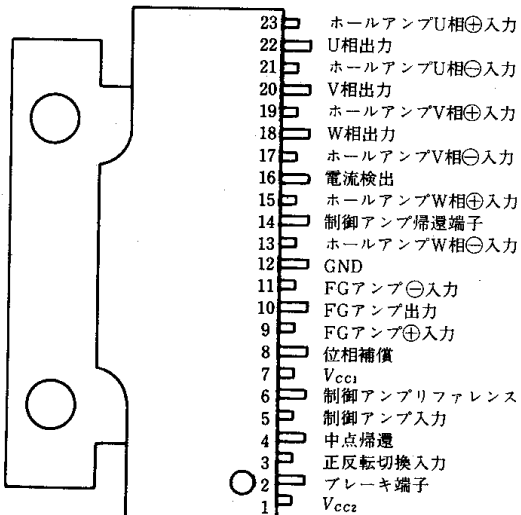 23 ホールアンプU相⊕入力
22 U相出力
21 ホールアンプU相⊖入力
20 V相出力
19 ホールアンプV相⊕入力
18 W相出力
17 ホールアンプV相⊖入力
16 電流検出
15 ホールアンプW相⊕入力
14 制御アンプ帰還端子
13 ホールアンプW相⊖入力
12 GND
11 FGアンプ⊖入力
10 FGアンプ出力
9 FGアンプ⊕入力
8 位相補償
7 Vcc1
6 制御アンプリファレンス
5 制御アンプ入力
4 中点帰還
3 正反転切換入力
2 ブレーキ端子
1 Vcc2